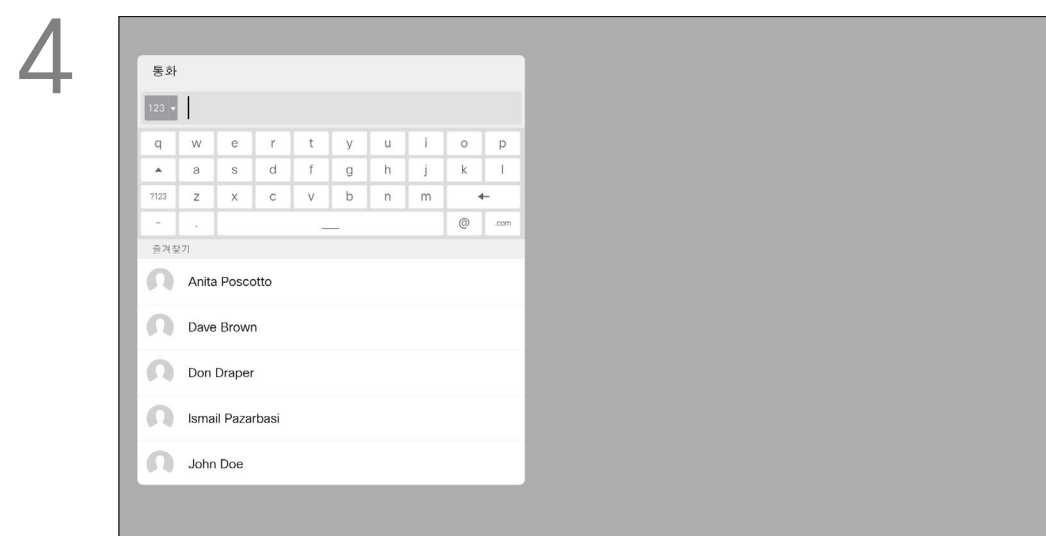 4
통화
123
q w e r t y u i o p
a s d f g h j k l
?123 z x c v b n m
- . @ .com
즐겨찾기
Anita Poscotto
Dave Brown
Don Draper
Ismail Pazarbasi
John Doe